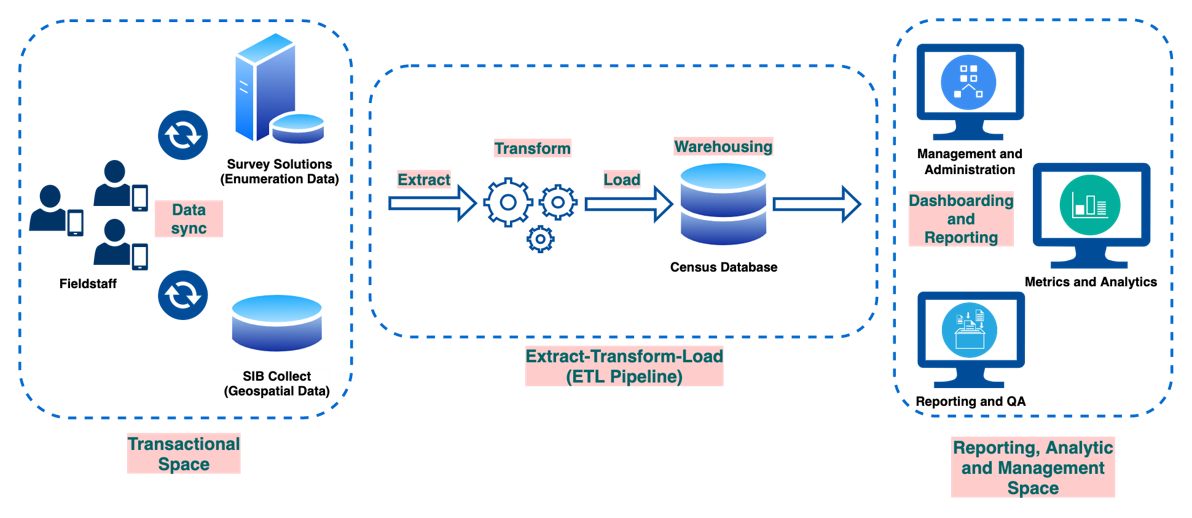 Survey Solutions
(Enumeration Data)
Data
sync
Fieldstaff
SIB Collect
(Geospatial Data)
Transactional
Space
Extract
Transform
Load
Warehousing
Census Database
Extract-Transform-Load
(ETL Pipeline)
Management and
Administration
Dashboarding
and
Reporting
Metrics and Analytics
Reporting and QA
Reporting, Analytic
and Management
Space